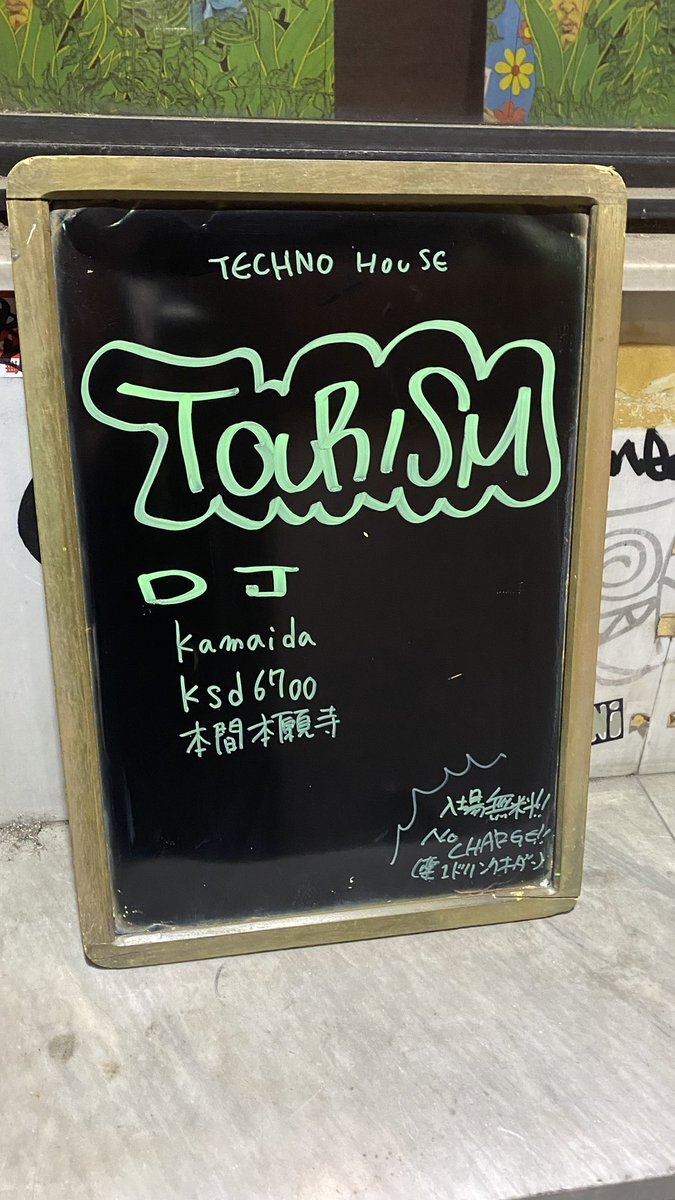 TECHNO HOUSE
TOURISM
DJ
kamaida
ksd6700
本間本願寺
入場無料!!
No CHARGE!!
(要1ドリンクオーダー)